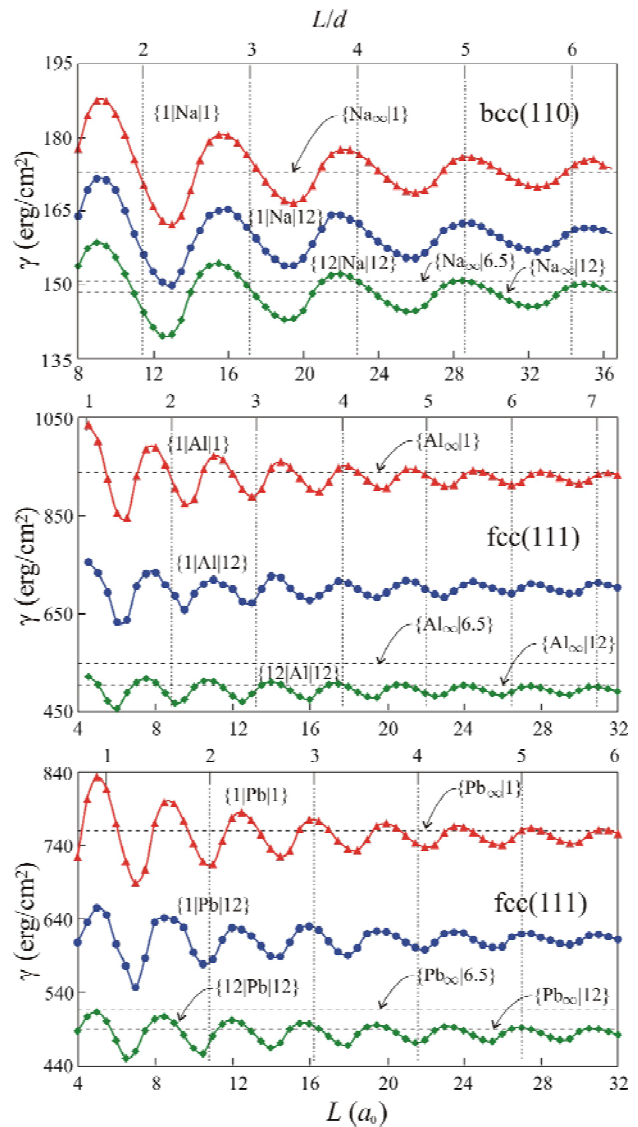 L/d
2 3 4 5 6
195
175
155
135
γ (erg/cm²)
{1|Na|1}
{Na∞|1}
bcc(110)
{1|Na|12}
{12|Na|12}
{Na∞|6.5}
{Na∞|12}
8 12 16 20 24 28 32 36
1 2 3 4 5 6 7
1050
850
650
450
γ (erg/cm²)
{1|Al|1}
{Al∞|1}
fcc(111)
{1|Al|12}
{Al∞|6.5}
{12|Al|12}
{Al∞|12}
4 8 12 16 20 24 28 32
1 2 3 4 5 6
840
740
640
540
440
γ (erg/cm²)
{1|Pb|1}
{Pb∞|1}
fcc(111)
{1|Pb|12}
{12|Pb|12}
{Pb∞|6.5}
{Pb∞|12}
4 8 12 16 20 24 28 32
L (a₀)